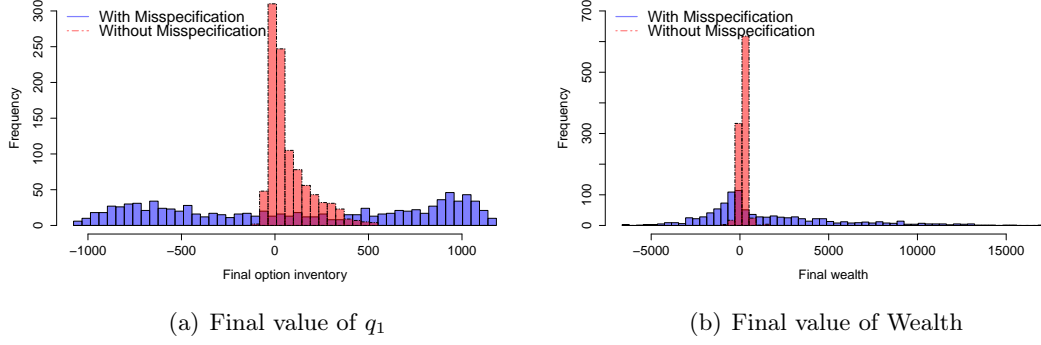 With Misspecification
Without Misspecification
Frequency
300
250
200
150
100
50
0
−1000
−500
0
500
1000
Final option inventory
(a) Final value of q1
With Misspecification
Without Misspecification
Frequency
700
500
300
100
0
−5000
0
5000
10000
15000
Final wealth
(b) Final value of Wealth